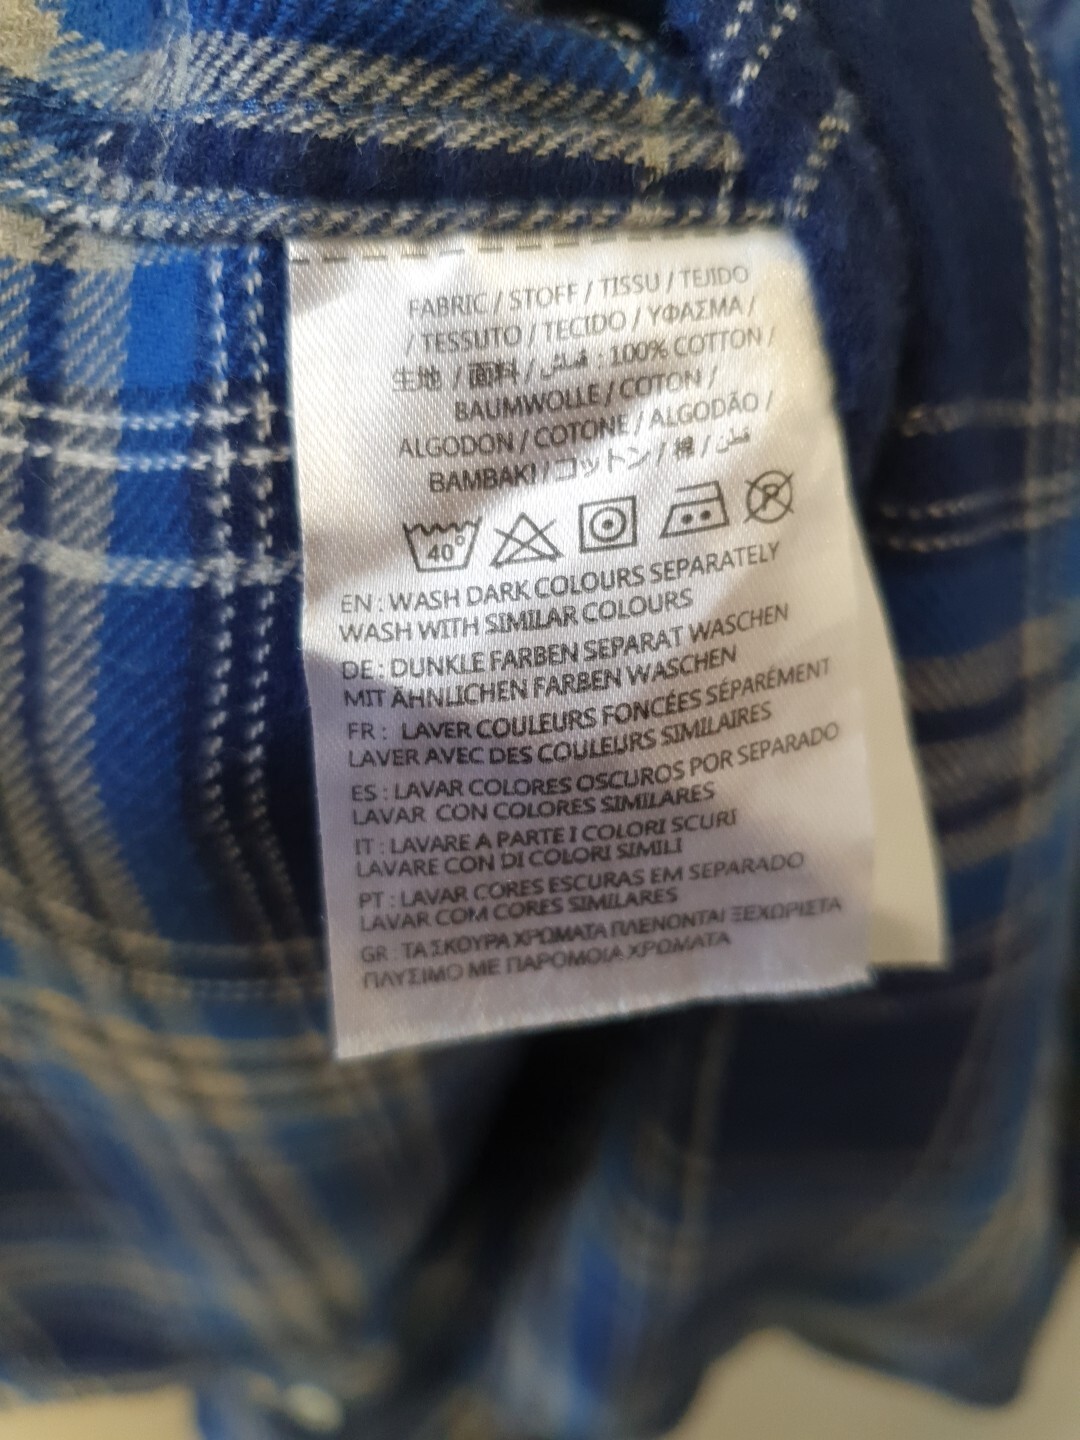 FABRIC / STOFF / TISSU / TEJIDO
/ TESSUTO / TECIDO / ΥΦΑΣΜΑ /
生地 / 面料 / قماش : 100% COTTON /
BAUMWOLLE / COTON /
ALGODON / COTONE / ALGODÃO /
BAMBAKI / コットン / 棉 / قطن
40°
P
EN : WASH DARK COLOURS SEPARATELY
WASH WITH SIMILAR COLOURS
DE : DUNKLE FARBEN SEPARAT WASCHEN
MIT ÄHNLICHEN FARBEN WASCHEN
FR : LAVER COULEURS FONCÉES SÉPARÉMENT
LAVER AVEC DES COULEURS SIMILAIRES
ES : LAVAR COLORES OSCUROS POR SEPARADO
LAVAR CON COLORES SIMILARES
IT : LAVARE A PARTE I COLORI SCURI
LAVARE CON DI COLORI SIMILI
PT : LAVAR CORES ESCURAS EM SEPARADO
LAVAR COM CORES SIMILARES
GR : ΤΑ ΣΚΟΥΡΑ ΧΡΩΜΑΤΑ ΠΛΕΝΟΝΤΑΙ ΞΕΧΩΡΙΣΤΑ
ΠΛΥΣΙΜΟ ΜΕ ΠΑΡΟΜΟΙΑ ΧΡΩΜΑΤΑ